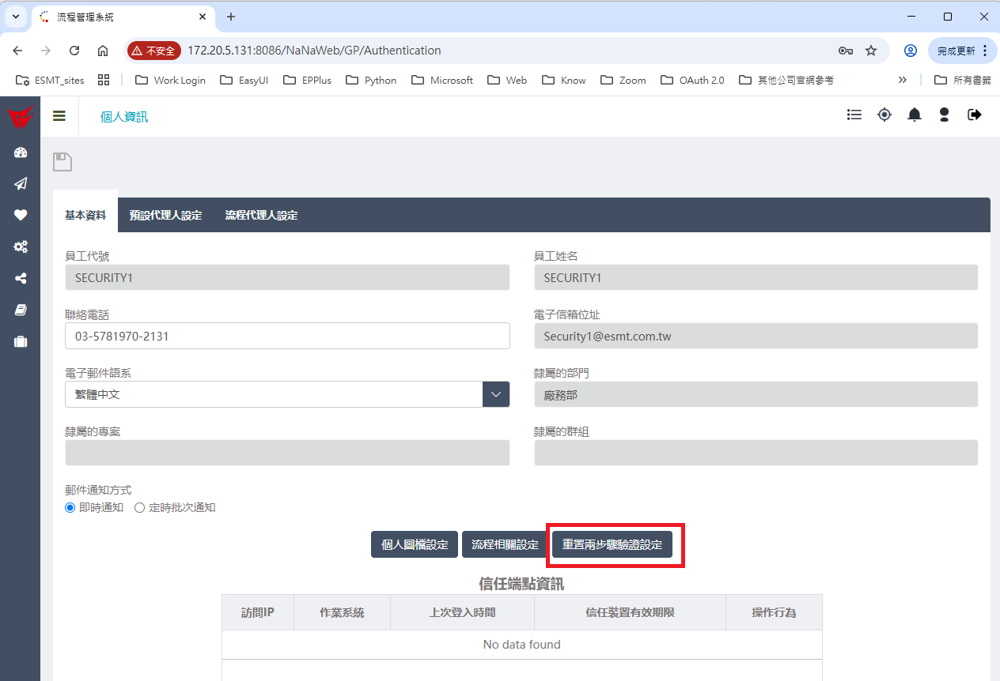 流程管理系統
不安全
172.20.5.131:8086/NaNaWeb/GP/Authentication
完成更新
ESMT_sites
Work Login
EasyUI
EPPlus
Python
Microsoft
Web
Know
Zoom
OAuth 2.0
其他公司官網參考
所有書籤
個人資訊
基本資料
預設代理人設定
流程代理人設定
員工代號
員工姓名
SECURITY1
SECURITY1
聯絡電話
電子信箱位址
03-5781970-2131
Security1@esmt.com.tw
電子郵件語系
隸屬的部門
繁體中文
廠務部
隸屬的專案
隸屬的群組
郵件通知方式
即時通知
定時批次通知
個人圖檔設定
流程相關設定
重置兩步驟驗證設定
信任端點資訊
訪問IP
作業系統
上次登入時間
信任裝置有效期限
操作行為
No data found